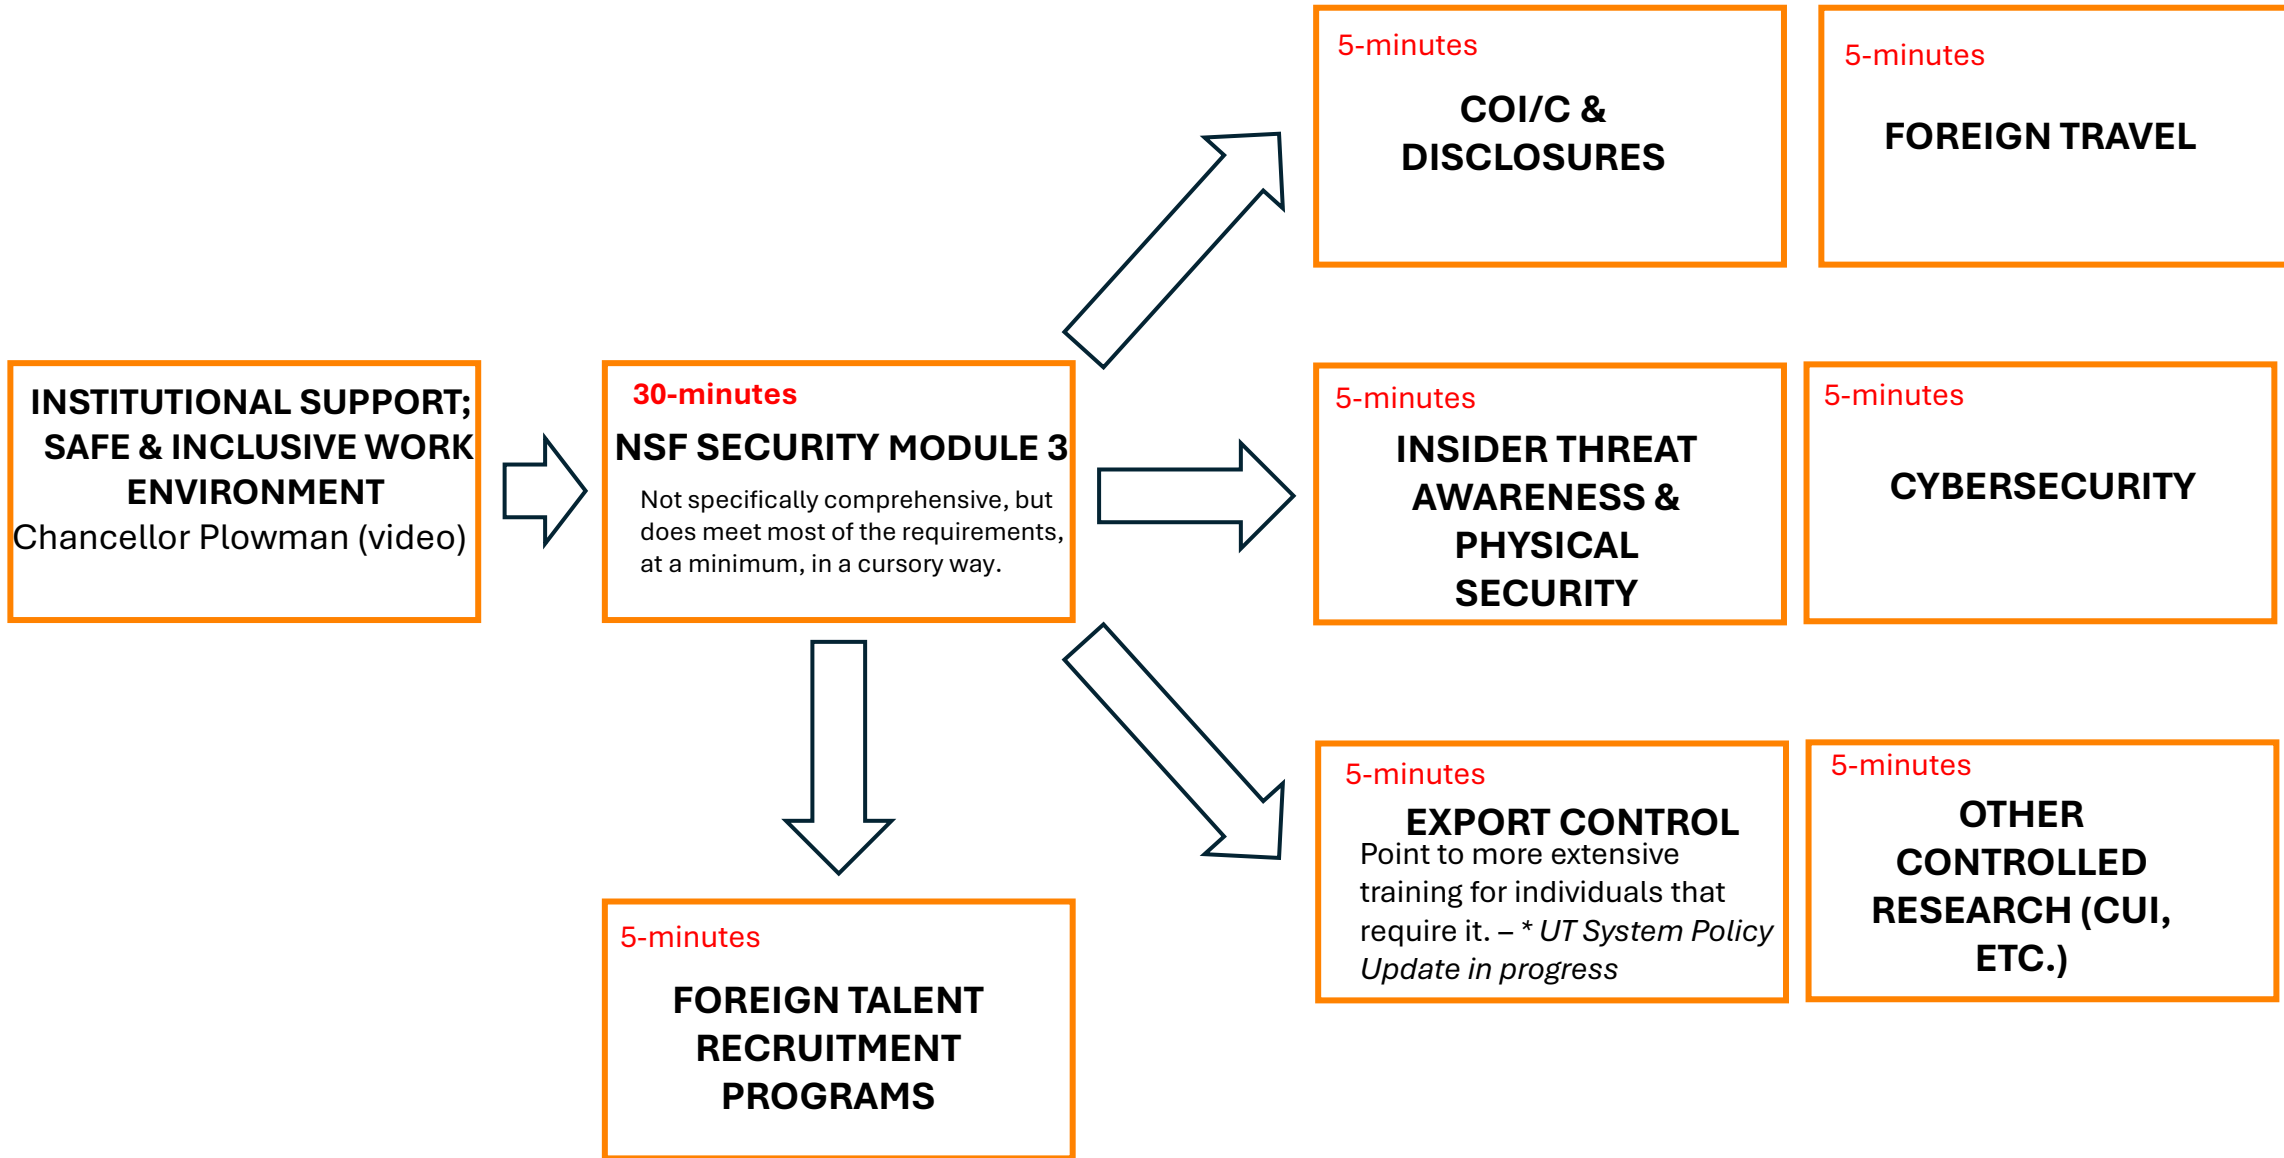 INSTITUTIONAL SUPPORT;
SAFE & INCLUSIVE WORK
ENVIRONMENT
Chancellor Plowman (video)
30-minutes
NSF SECURITY MODULE 3
Not specifically comprehensive, but
does meet most of the requirements,
at a minimum, in a cursory way.
5-minutes
COI/C &
DISCLOSURES
5-minutes
FOREIGN TRAVEL
5-minutes
INSIDER THREAT
AWARENESS &
PHYSICAL
SECURITY
5-minutes
CYBERSECURITY
5-minutes
EXPORT CONTROL
Point to more extensive
training for individuals that
require it. – * UT System Policy
Update in progress
5-minutes
OTHER
CONTROLLED
RESEARCH (CUI,
ETC.)
5-minutes
FOREIGN TALENT
RECRUITMENT
PROGRAMS